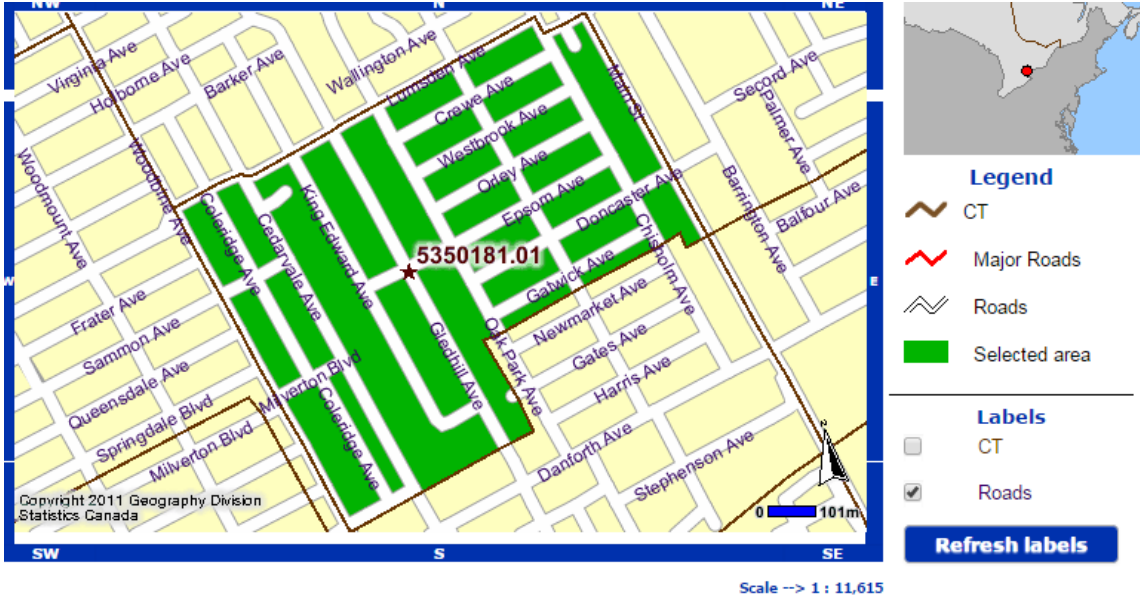 NW
N
NE
Virginia Ave
Holborne Ave
Barker Ave
Wallington Ave
Lumsden Ave
Crewe Ave
Main St
Secord Ave
Palmer Ave
Woodmount Ave
Woodbine Ave
Westbrook Ave
Orley Ave
Epsom Ave
Doncaster Ave
Barrington Ave
Balfour Ave
Coleridge Ave
Cedarvale Ave
King Edward Ave
Chisholm Ave
5350181.01
W
E
Gatwick Ave
Frater Ave
Newmarket Ave
Sammon Ave
Gledhill Ave
Oak Park Ave
Gates Ave
Queensdale Ave
Milverton Blvd
Harris Ave
Springdale Blvd
Coleridge Ave
Milverton Blvd
Danforth Ave
Stephenson Ave
Copyright 2011 Geography Division
Statistics Canada
0 101m
SW
S
SE
Scale --> 1 : 11,615
Legend
CT
Major Roads
Roads
Selected area
Labels
CT
Roads
Refresh labels